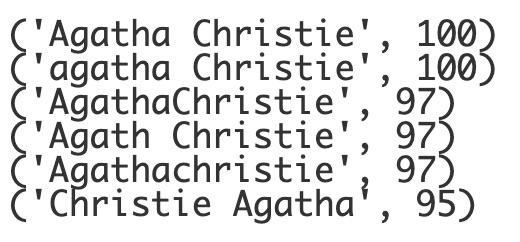 ('Agatha Christie', 100)
('agatha Christie', 100)
('AgathaChristie', 97)
('Agath Christie', 97)
('Agathachristie', 97)
('Christie Agatha', 95)